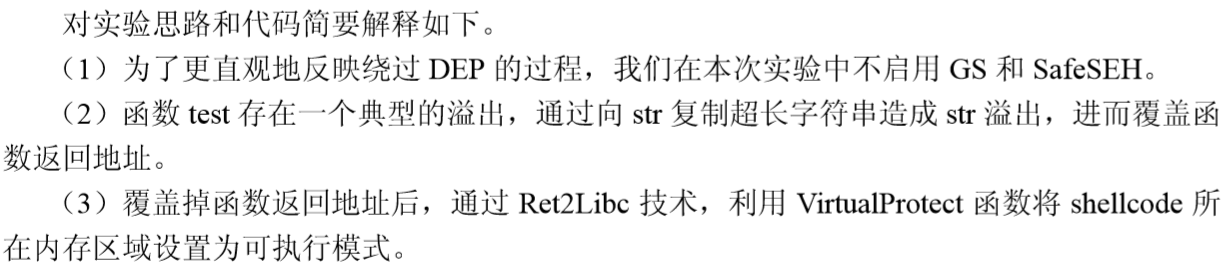 对实验思路和代码简要解释如下。
（1）为了更直观地反映绕过 DEP 的过程，我们在本次实验中不启用 GS 和 SafeSEH。
（2）函数 test 存在一个典型的溢出，通过向 str 复制超长字符串造成 str 溢出，进而覆盖函
数返回地址。
（3）覆盖掉函数返回地址后，通过 Ret2Libc 技术，利用 VirtualProtect 函数将 shellcode 所
在内存区域设置为可执行模式。